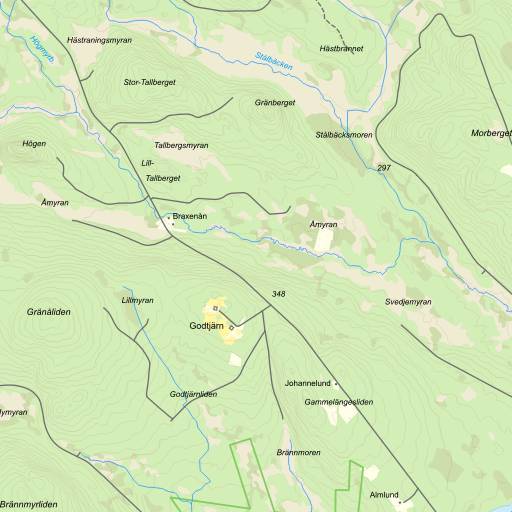 Högmyrb
Hästraningsmyran
Stålbäcken
Hästbrannet
Stor-Tallberget
Gränberget
Stålbäcksmoren
Morberget
Högen
Tallbergsmyran
Lill-
Tallberget
297
Åmyran
Braxenån
Åmyran
348
Lillmyran
Svedjemyran
Gränåliden
Godtjärn
Johannelund
Godtjärnliden
Gammelängesliden
lymyran
Brännmoren
Brännmyrliden
Almlund